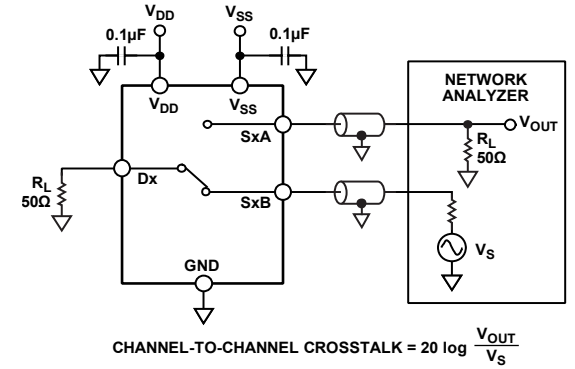 VDD
VSS
0.1µF
0.1µF
VDD
VSS
NETWORK
ANALYZER
SxA
VOUT
RL
50Ω
Dx
RL
50Ω
SxB
VS
GND
CHANNEL-TO-CHANNEL CROSSTALK = 20 log VOUT / VS